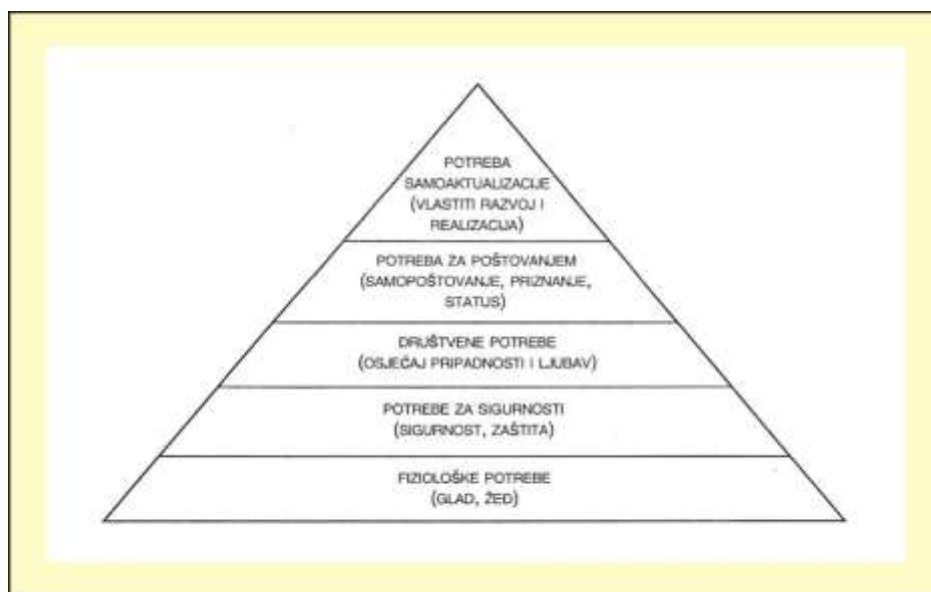 POTREBA
SAMOAKTUALIZACIJE
(VLASTITI RAZVOJ I
REALIZACIJA)
POTREBA ZA POŠTOVANJEM
(SAMOPOŠTOVANJE, PRIZNANJE,
STATUS)
DRUŠTVENE POTREBE
(OSJEĆAJ PRIPADNOSTI I LJUBAV)
POTREBE ZA SIGURNOSTI
(SIGURNOST, ZAŠTITA)
FIZIOLOŠKE POTREBE
(GLAD, ŽEĐ)